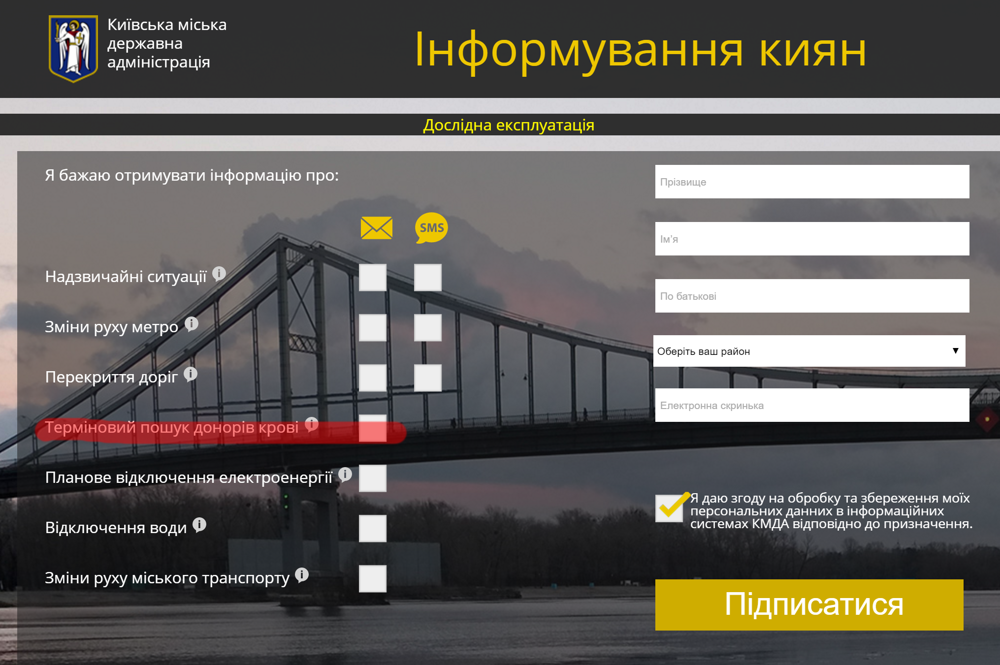 Київська міська
державна
адміністрація
Інформування киян
Дослідна експлуатація
Я бажаю отримувати інформацію про:
SMS
Надзвичайні ситуації i
Зміни руху метро i
Перекриття доріг i
Терміновий пошук донорів крові i
Планове відключення електроенергії i
Відключення води i
Зміни руху міського транспорту i
Прізвище
Ім’я
По батькові
Оберіть ваш район
Електронна скринька
Я даю згоду на обробку та збереження моїх
персональних данних в інформаційних
системах КМДА відповідно до призначення.
Підписатися